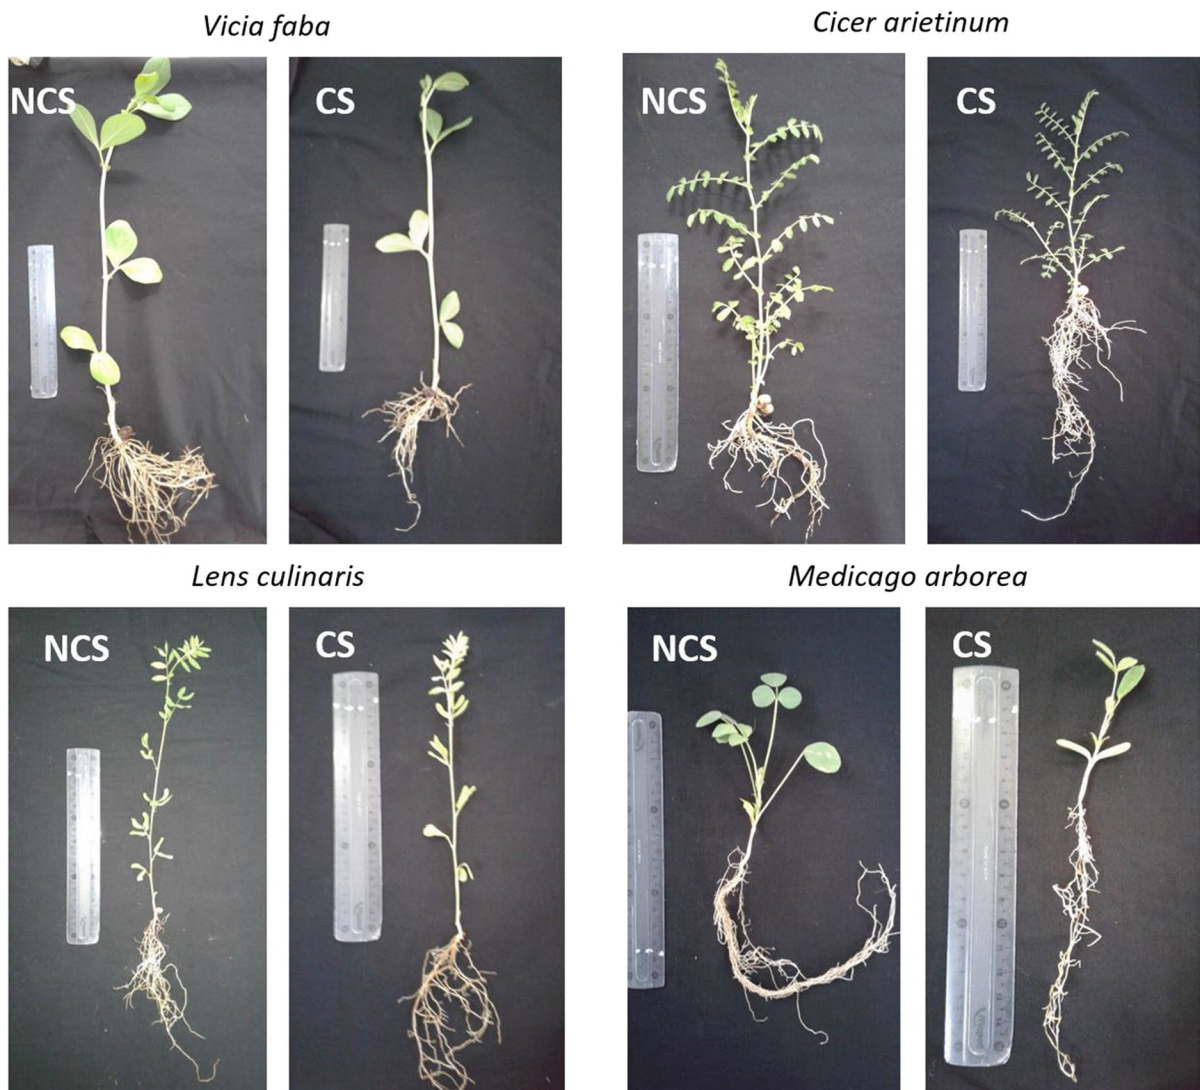 Vicia faba
Cicer arietinum
NCS
CS
NCS
CS
Lens culinaris
Medicago arborea
NCS
CS
NCS
CS